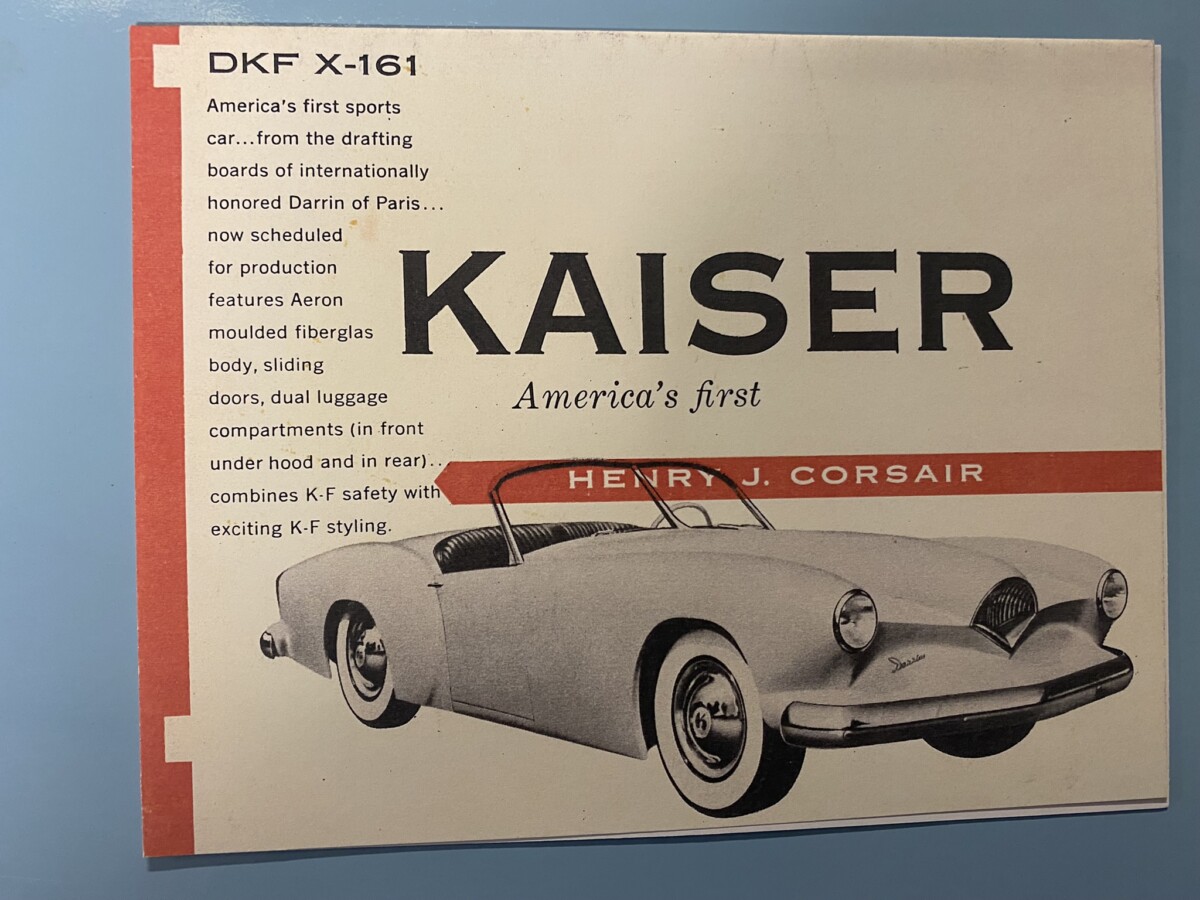 DKF X-161
America's first sports
car...from the drafting
boards of internationally
honored Darrin of Paris...
now scheduled
for production
features Aeron
moulded fiberglas
body, sliding
doors, dual luggage
compartments (in front
under hood and in rear)..
combines K-F safety with
exciting K-F styling.
KAISER
America's first
HENRY J. CORSAIR
Darrin
K